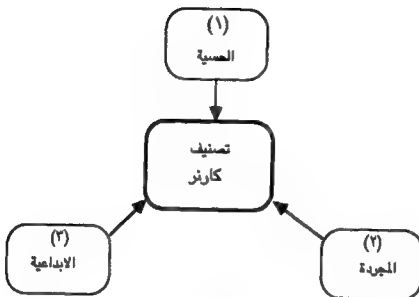 (١)
الحسية
تصنيف
كارنر
(٢)
المجردة
(٣)
الابداعية